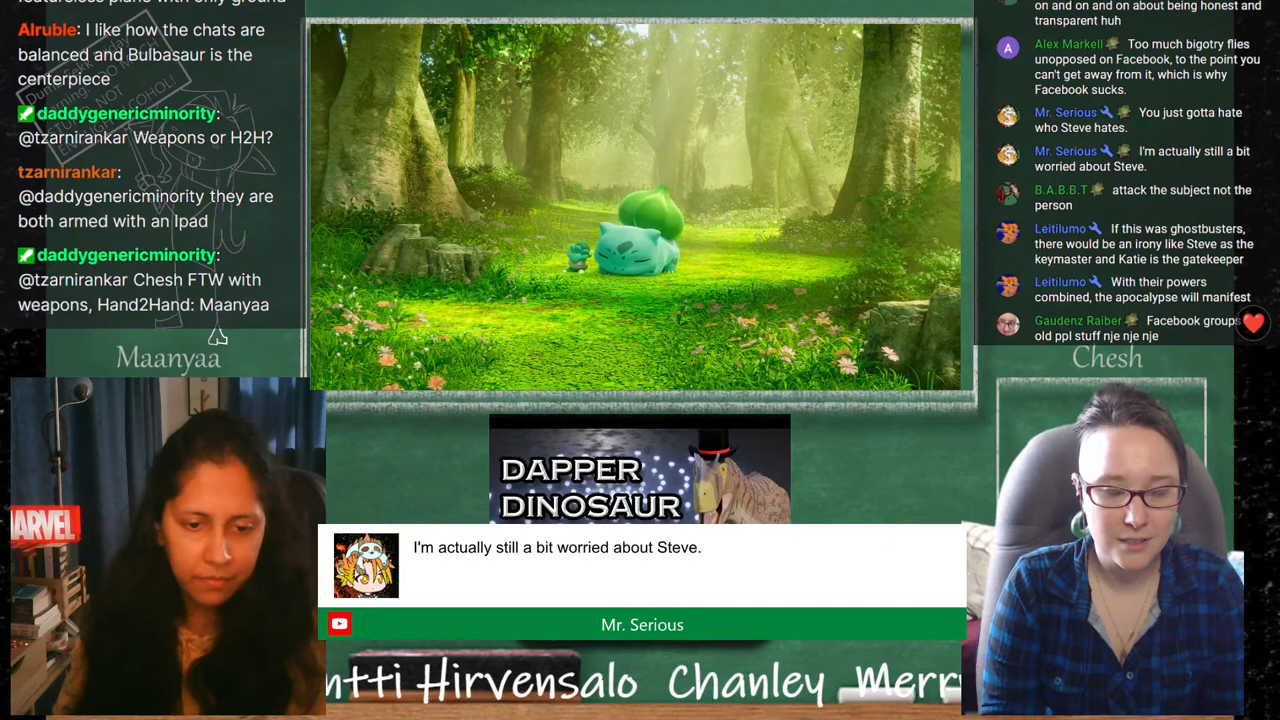 featureless plane with only ground
Alruble: I like how the chats are
balanced and Bulbasaur is the
centerpiece
daddygenericminority:
@tzarnirankar Weapons or H2H?
tzarnirankar:
@daddygenericminority they are
both armed with an Ipad
daddygenericminority:
@tzarnirankar Chesh FTW with
weapons, Hand2Hand: Maanyaa
Maanyaa
MARVEL
DAPPER
DINOSAUR
I'm actually still a bit worried about Steve.
Mr. Serious
ntti Hirvensalo Chanley Merr
on and on and on about being honest and
transparent huh
A
Alex Markell Too much bigotry flies
unopposed on Facebook, to the point you
can't get away from it, which is why
Facebook sucks.
Mr. Serious You just gotta hate
who Steve hates.
Mr. Serious I'm actually still a bit
worried about Steve.
B.A.B.B.T attack the subject not the
person
Leitilumo If this was ghostbusters,
there would be an irony like Steve as the
keymaster and Katie is the gatekeeper
Leitilumo With their powers
combined, the apocalypse will manifest
Gaudenz Raiber Facebook groups
old ppl stuff nje nje nje
Chesh